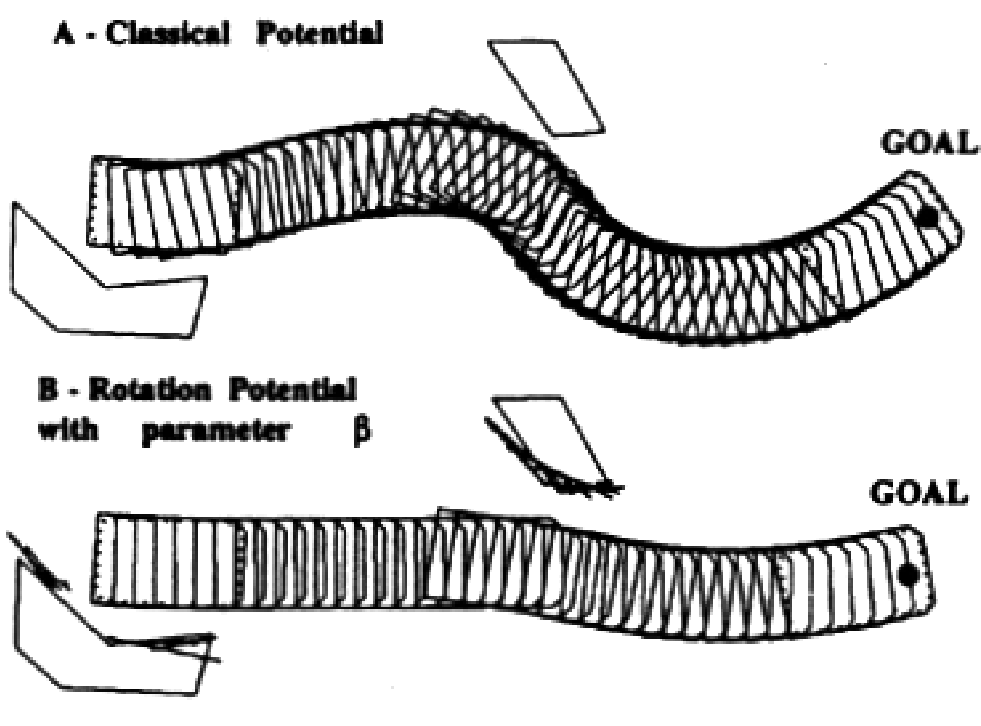 A - Classical Potential
GOAL
B - Rotation Potential
with parameter β
GOAL